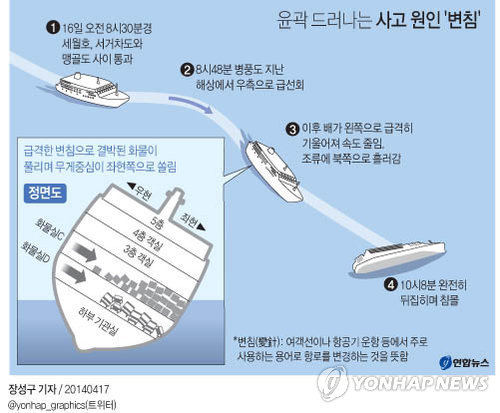 윤곽 드러나는 사고 원인 '변침'
❶ 16일 오전 8시30분경
세월호, 서거차도와
맹골도 사이 통과
❷ 8시48분 병풍도 지난
해상에서 우측으로 급선회
❸ 이후 배가 왼쪽으로 급격히
기울어져 속도 줄임,
조류에 북쪽으로 흘러감
급격한 변침으로 결박된 화물이
풀리며 무게중심이 좌현쪽으로 쏠림
정면도
우현
좌현
5층
4층 객실
3층 객실
화물실C
화물실D
하부 기관실
❹ 10시8분 완전히
뒤집히며 침몰
*변침(變針): 여객선이나 항공기 운항 등에서 주로
사용하는 용어로 항로를 변경하는 것을 뜻함
연합뉴스
장성구 기자 / 20140417
@yonhap_graphics(트위터)
YONHAP NEWS